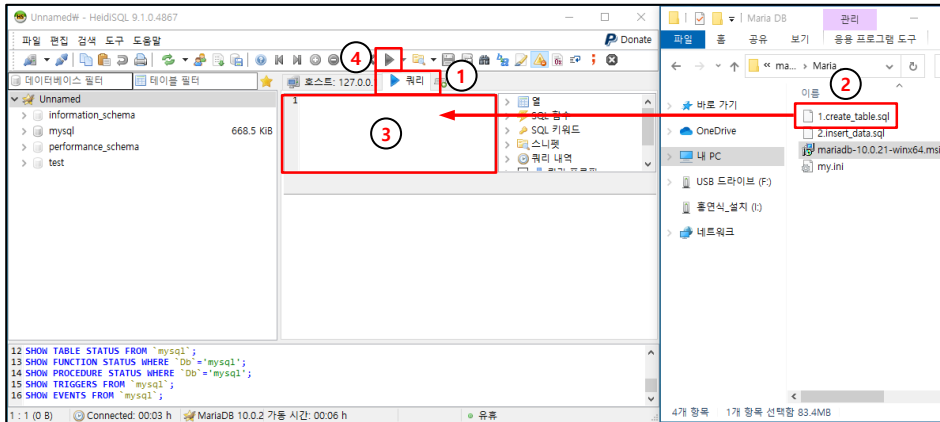 Unnamed₩ - HeidiSQL 9.1.0.4867
파일 편집 검색 도구 도움말
Donate
데이터베이스 필터
테이블 필터
호스트: 127.0.0.
쿼리
4
1
Unnamed
information_schema
mysql 668.5 KiB
performance_schema
test
1
3
열
SQL 함수
SQL 키워드
스니펫
쿼리 내역
12 SHOW TABLE STATUS FROM `mysql`;
13 SHOW FUNCTION STATUS WHERE `Db`='mysql';
14 SHOW PROCEDURE STATUS WHERE `Db`='mysql';
15 SHOW TRIGGERS FROM `mysql`;
16 SHOW EVENTS FROM `mysql`;
1 : 1 (0 B)
Connected: 00:03 h
MariaDB 10.0.2 가동 시간: 00:06 h
유휴
Maria DB
관리
파일 홈 공유 보기 응용 프로그램 도구
« ma... › Maria
2
이름
바로 가기
OneDrive
내 PC
USB 드라이브 (F:)
홍연식_설치 (I:)
네트워크
1.create_table.sql
2.insert_data.sql
mariadb-10.0.21-winx64.msi
my.ini
4개 항목 1개 항목 선택함 83.4MB